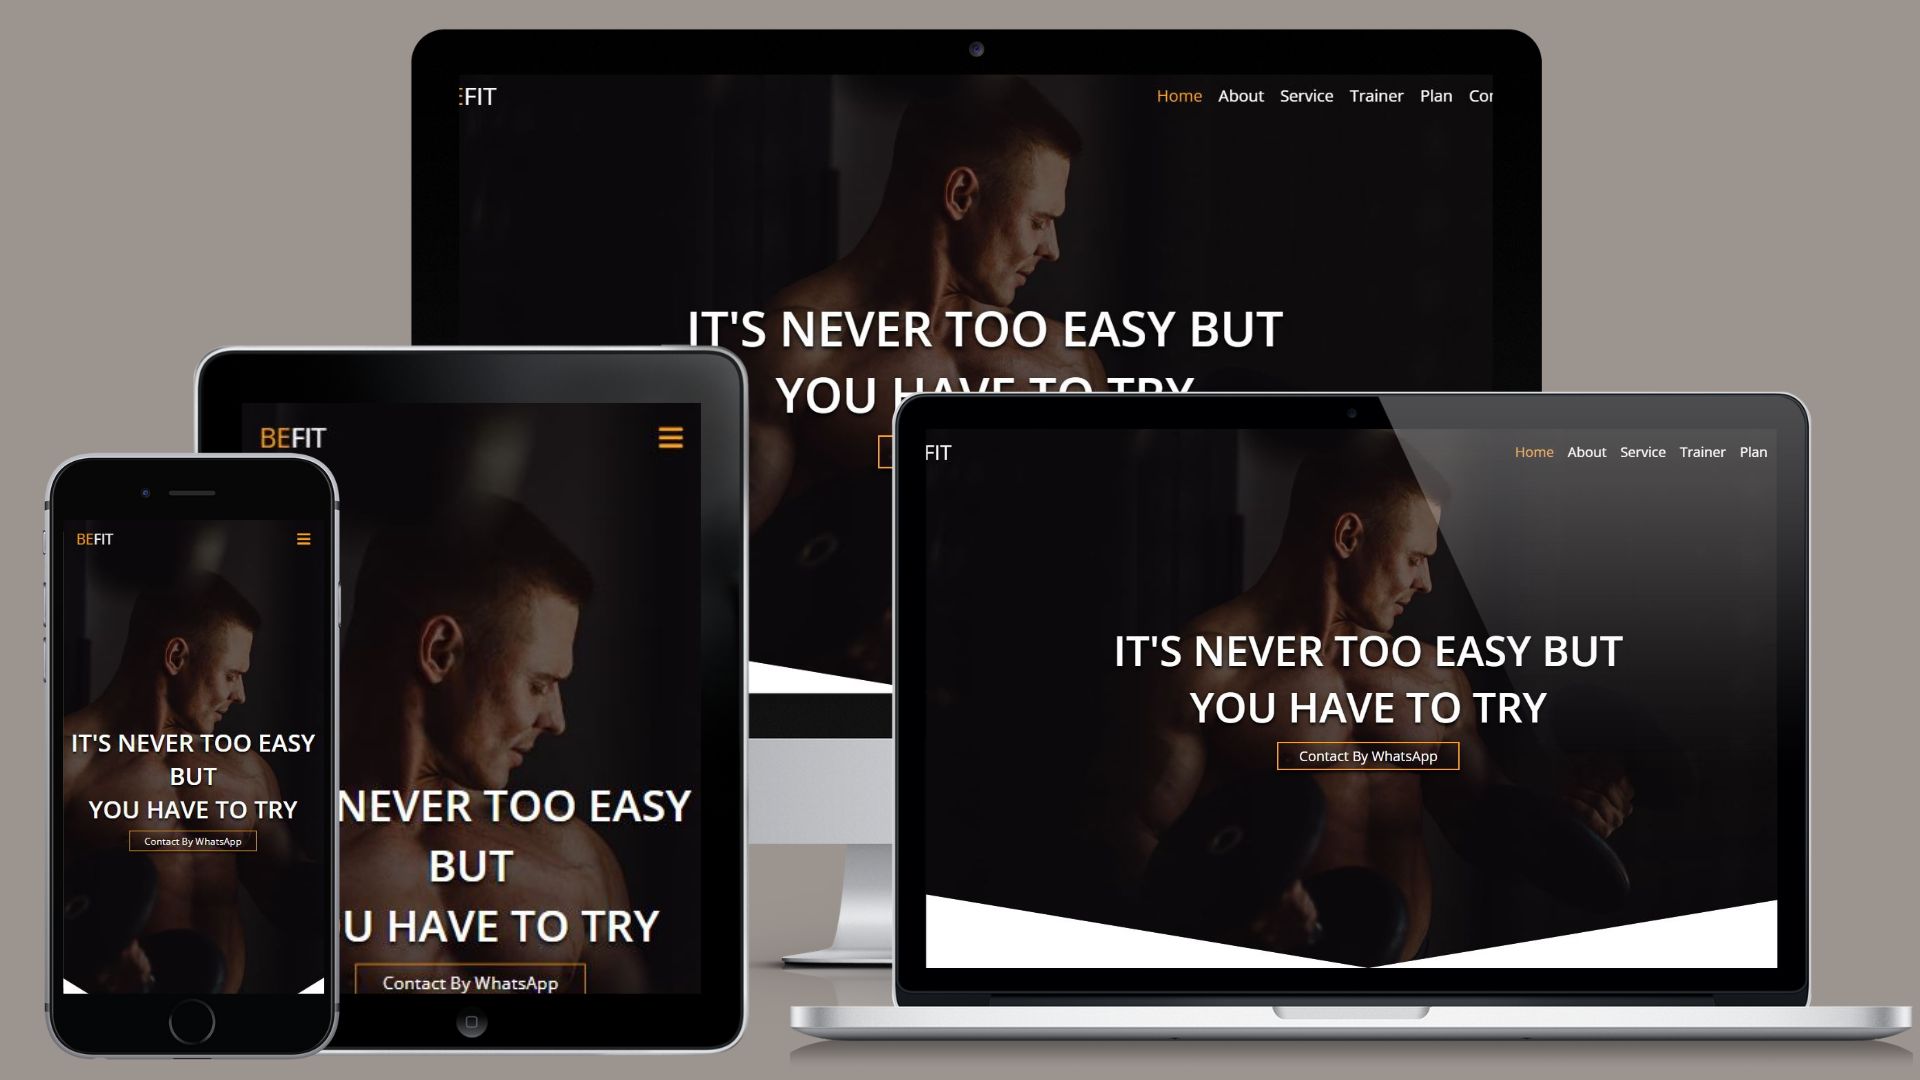 EFIT
Home About Service Trainer Plan Cor
IT'S NEVER TOO EASY BUT
YOU HAVE TO TRY
BEFIT
NEVER TOO EASY
BUT
U HAVE TO TRY
Contact By WhatsApp
BEFIT
IT'S NEVER TOO EASY
BUT
YOU HAVE TO TRY
Contact By WhatsApp
FIT
Home About Service Trainer Plan
IT'S NEVER TOO EASY BUT
YOU HAVE TO TRY
Contact By WhatsApp